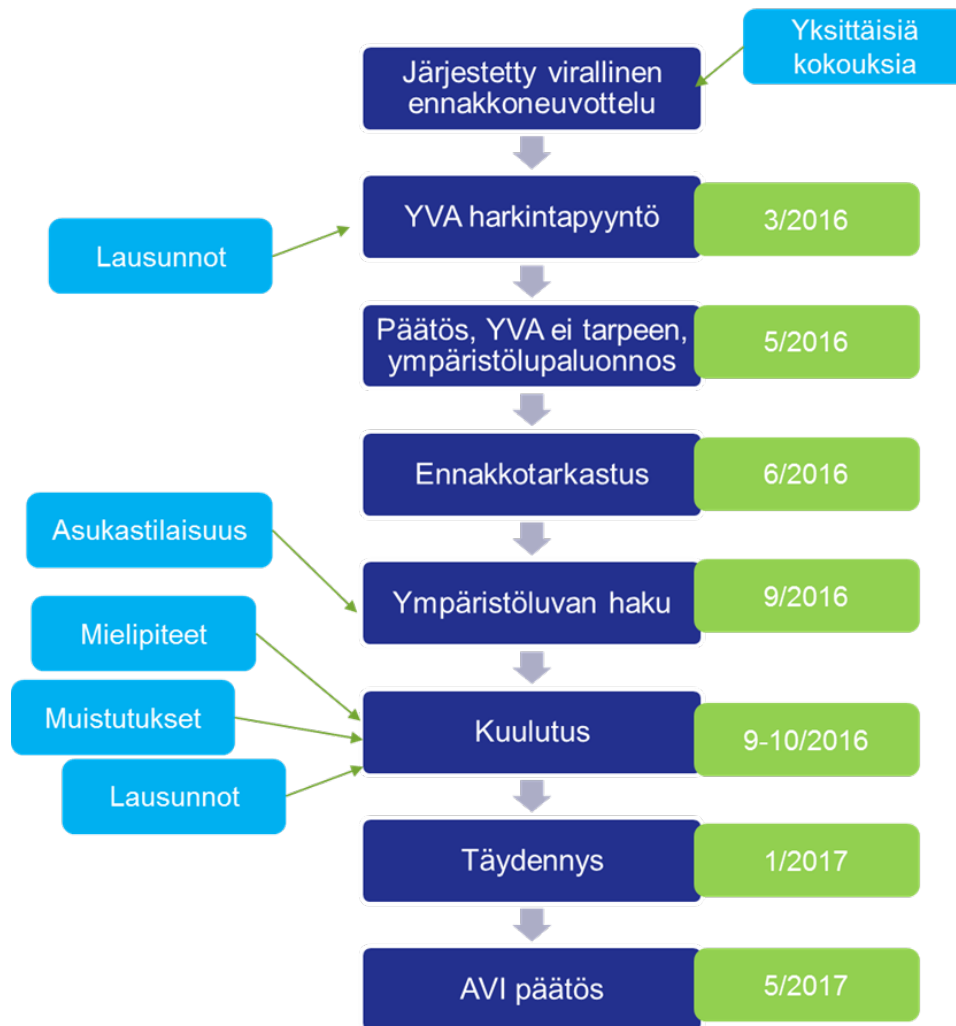 Yksittäisiä
kokouksia
Järjestetty virallinen
ennakkoneuvottelu
YVA harkintapyyntö
3/2016
Lausunnot
Päätös, YVA ei tarpeen,
ympäristölupaluonnos
5/2016
Ennakkotarkastus
6/2016
Asukastilaisuus
Ympäristöluvan haku
9/2016
Mielipiteet
Muistutukset
Lausunnot
Kuulutus
9-10/2016
Täydennys
1/2017
AVI päätös
5/2017